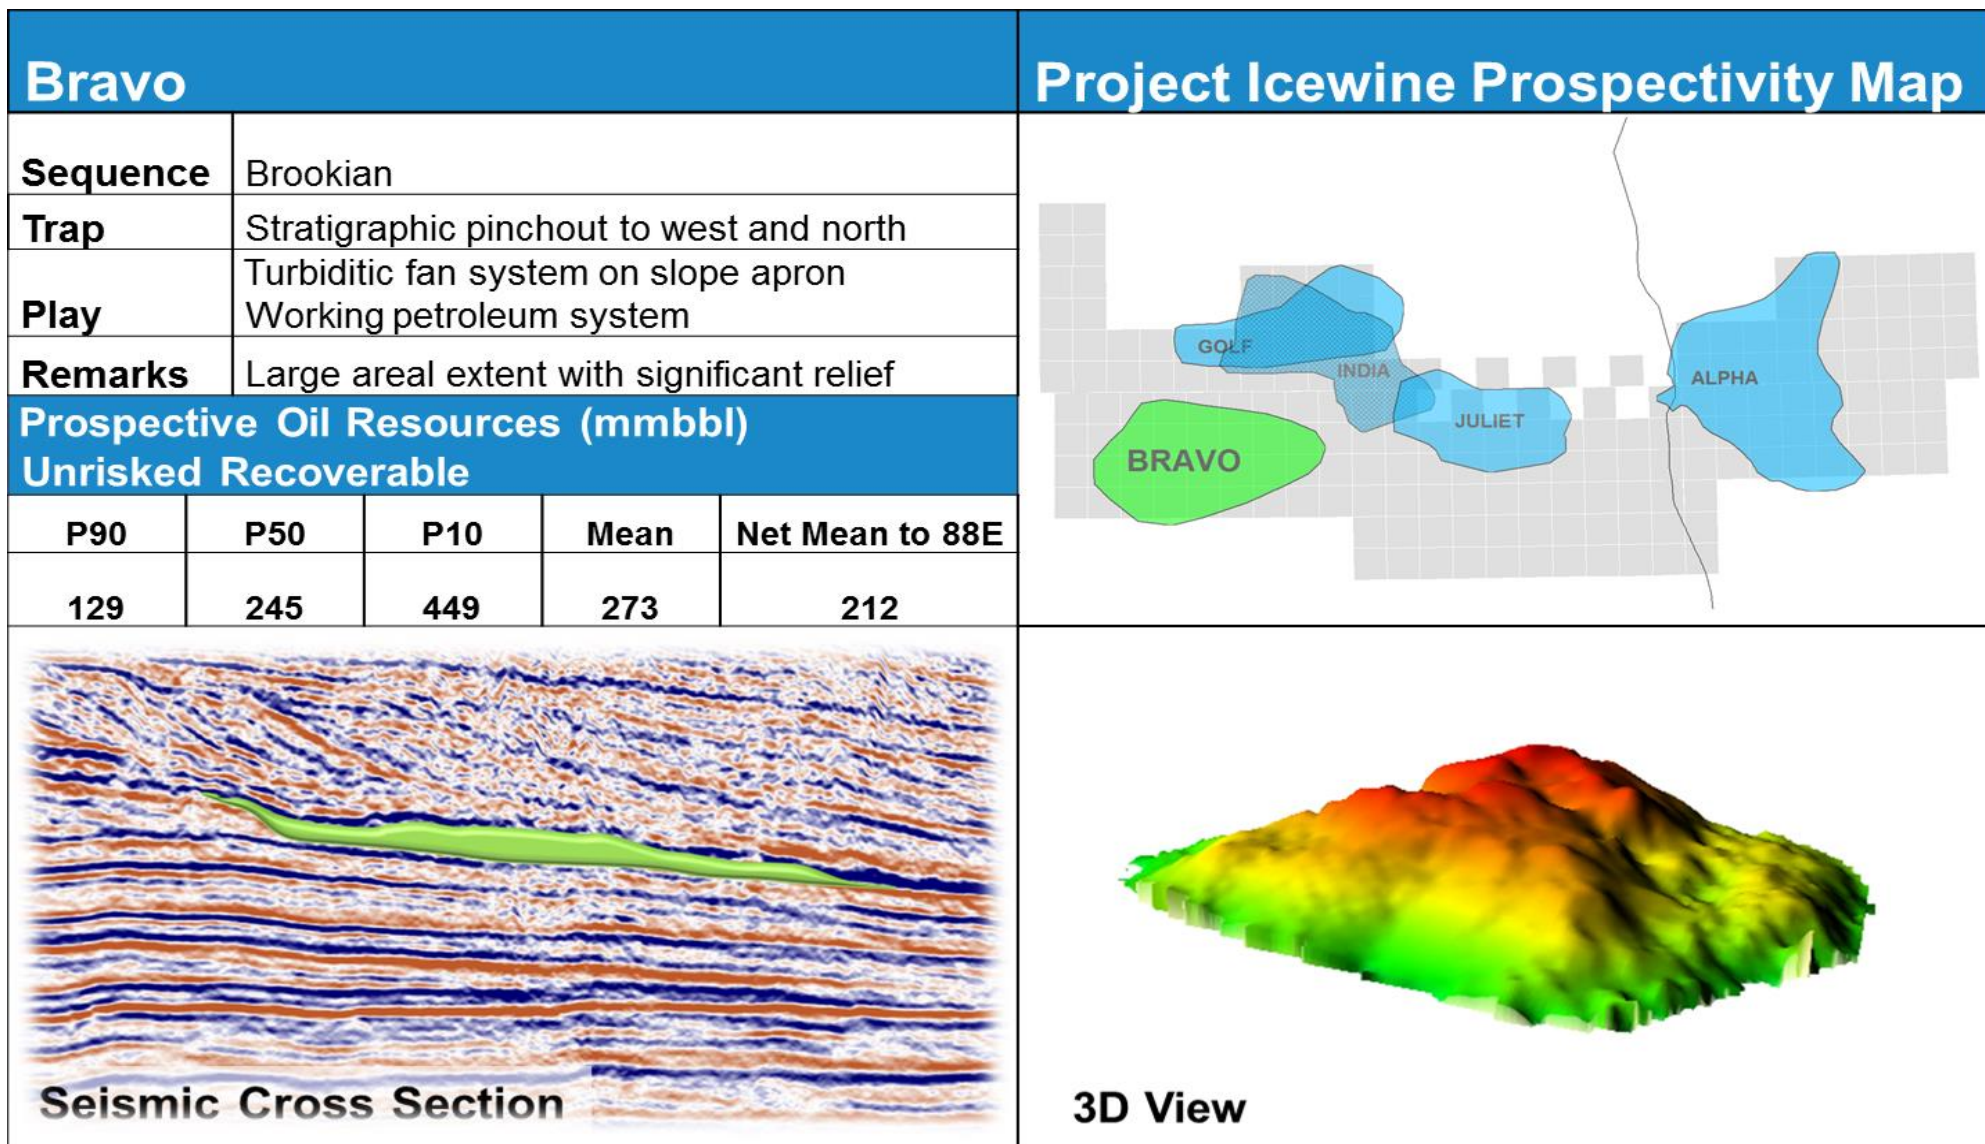 Bravo
Project Icewine Prospectivity Map
Sequence Brookian
Trap Stratigraphic pinchout to west and north
Play Turbiditic fan system on slope apron
Working petroleum system
Remarks Large areal extent with significant relief
Prospective Oil Resources (mmbbl)
Unrisked Recoverable
P90 P50 P10 Mean Net Mean to 88E
129 245 449 273 212
GOLF
INDIA
ALPHA
JULIET
BRAVO
Seismic Cross Section
3D View